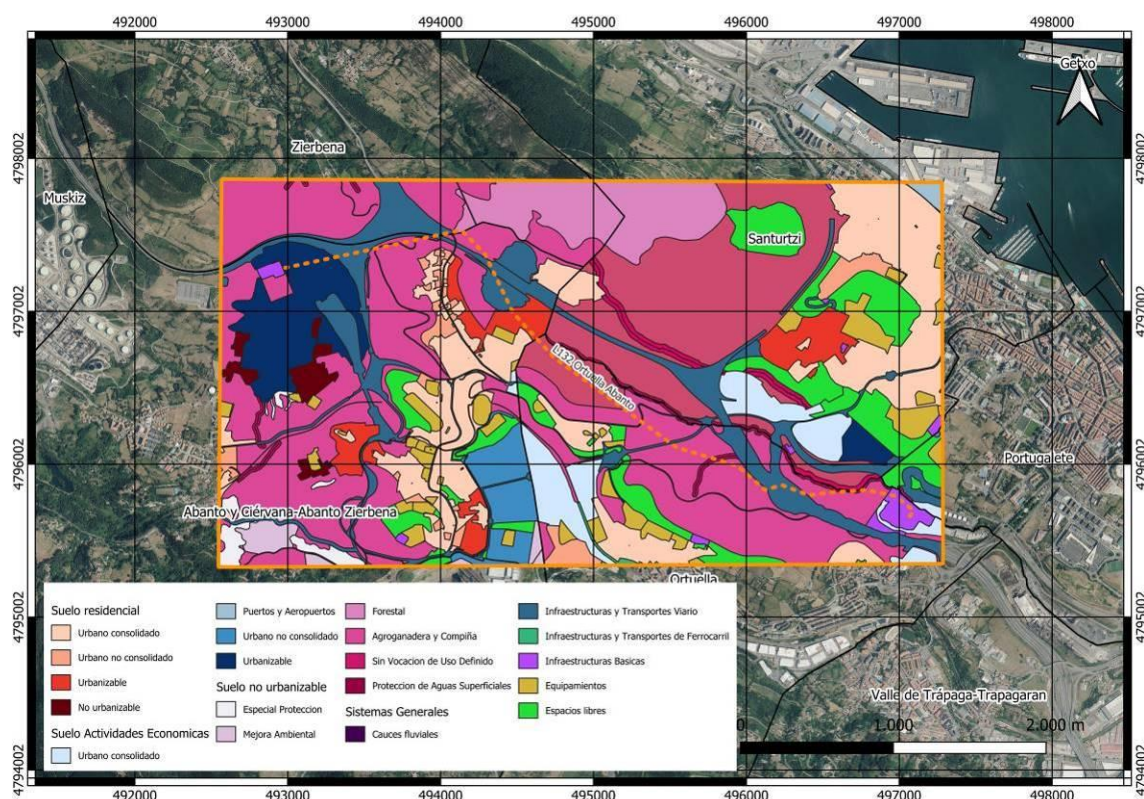 492000 493000 494000 495000 496000 497000 498000
Getxo
4798002 4798002
Zierbena
Muskiz
Santurtzi
4797002 4797002
L132 Ortuella Abanto
4796002 4796002
Portugalete
Abanto y Ciérvana-Abanto Zierbena
Ortuella
4795002 4795002
Suelo residencial
Urbano consolidado
Urbano no consolidado
Urbanizable
No urbanizable
Suelo Actividades Economicas
Urbano consolidado
Puertos y Aeropuertos
Urbano no consolidado
Urbanizable
Suelo no urbanizable
Especial Proteccion
Mejora Ambiental
Forestal
Agroganadera y Compiña
Sin Vocacion de Uso Definido
Proteccion de Aguas Superficiales
Sistemas Generales
Cauces fluviales
Infraestructuras y Transportes Viario
Infraestructuras y Transportes de Ferrocarril
Infraestructuras Basicas
Equipamientos
Espacios libres
Valle de Trápaga-Trapagaran
1.000 2.000 m
4794002 4794002
492000 493000 494000 495000 496000 497000 498000